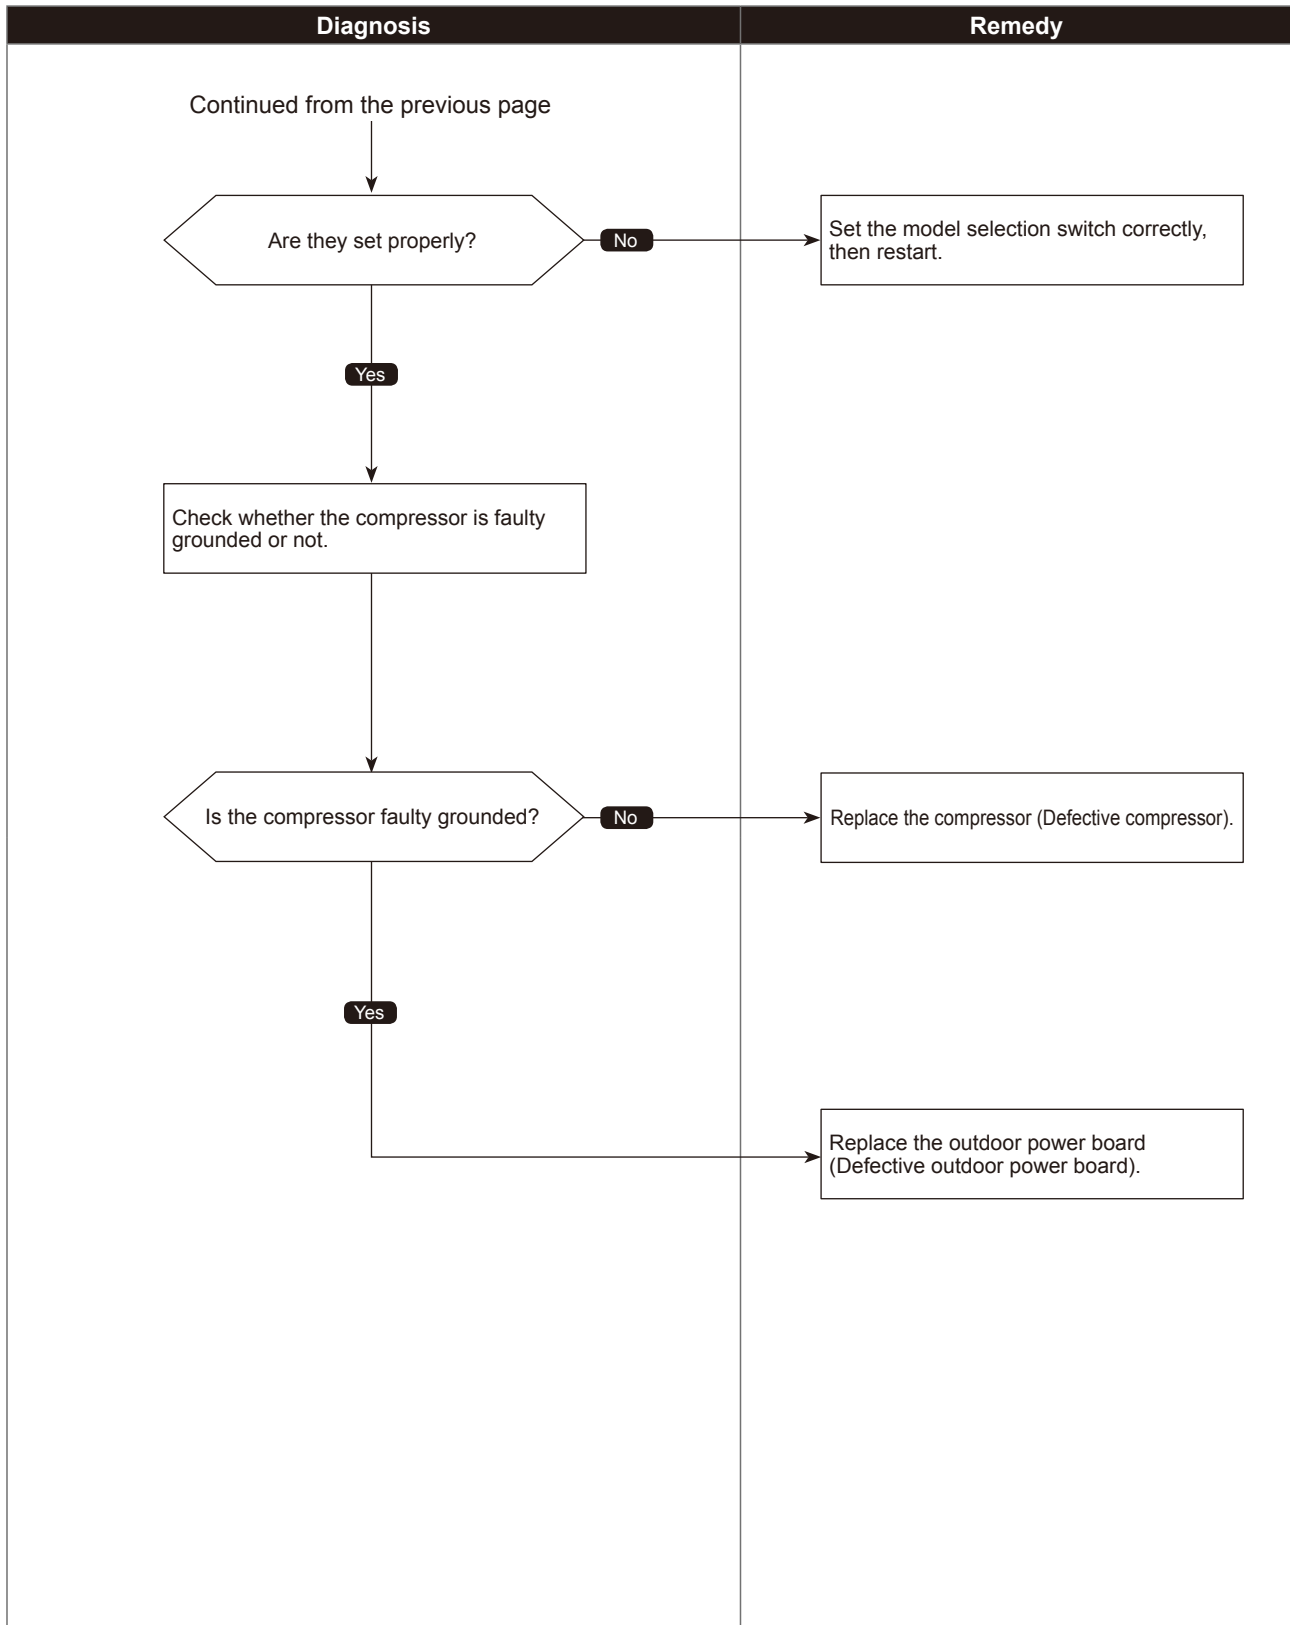 Diagnosis
Remedy
Continued from the previous page
Are they set properly?
No
Set the model selection switch correctly,
then restart.
Yes
Check whether the compressor is faulty
grounded or not.
Is the compressor faulty grounded?
No
Replace the compressor (Defective compressor).
Yes
Replace the outdoor power board
(Defective outdoor power board).